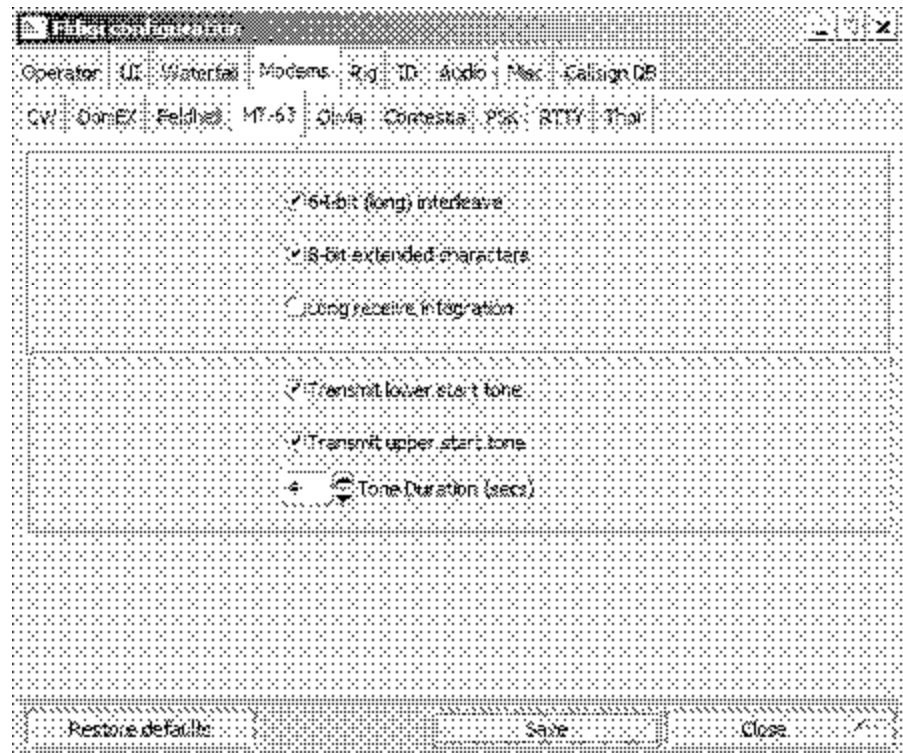 Fldigi configuration
Operator UI Waterfall Modems Rig ID Audio Misc Callsign DB
CW DomEX Feldhell MT-63 Olivia Contestia PSK RTTY Thor
64-bit (long) interleave
8-bit extended characters
Long receive integration
Transmit lower start tone
Transmit upper start tone
4 Tone Duration (secs)
Restore defaults Save Close